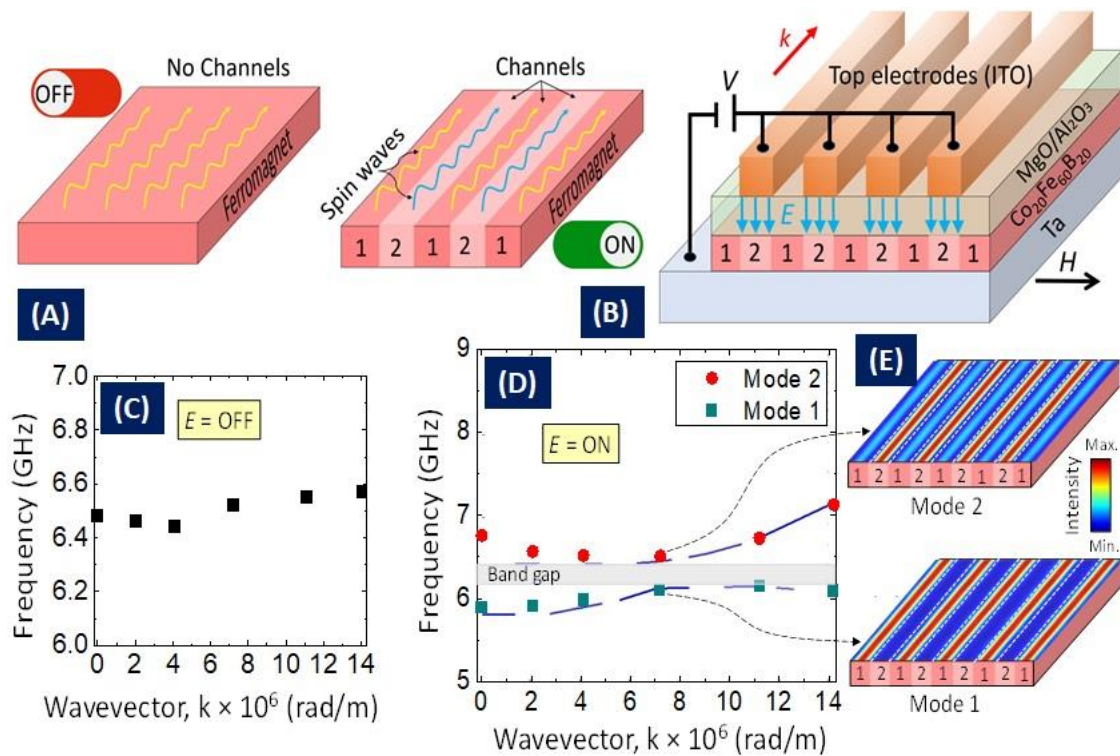 OFF
No Channels
Ferromagnet
(A)
Channels
Spin waves
Ferromagnet
1 2 1 2 1
ON
(B)
k
V
Top electrodes (ITO)
MgO/Al₂O₃
Co₂₀Fe₆₀B₂₀
Ta
E
1 2 1 2 1 2 1 2 1
H
(C)
E = OFF
Frequency (GHz)
7.0
6.8
6.6
6.4
6.2
6.0
0 2 4 6 8 10 12 14
Wavevector, k × 10⁶ (rad/m)
(D)
Mode 2
Mode 1
E = ON
Band gap
Frequency (GHz)
9
8
7
6
5
0 2 4 6 8 10 12 14
Wavevector, k × 10⁶ (rad/m)
(E)
1 2 1 2 1 2 1 2 1
Mode 2
Max.
Intensity
Min.
1 2 1 2 1 2 1 2 1
Mode 1